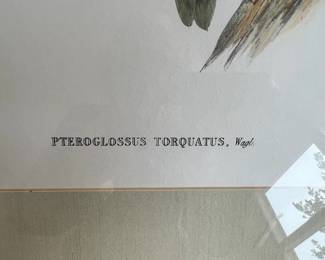 PTEROGLOSSUS TORQUATUS, Wagl.